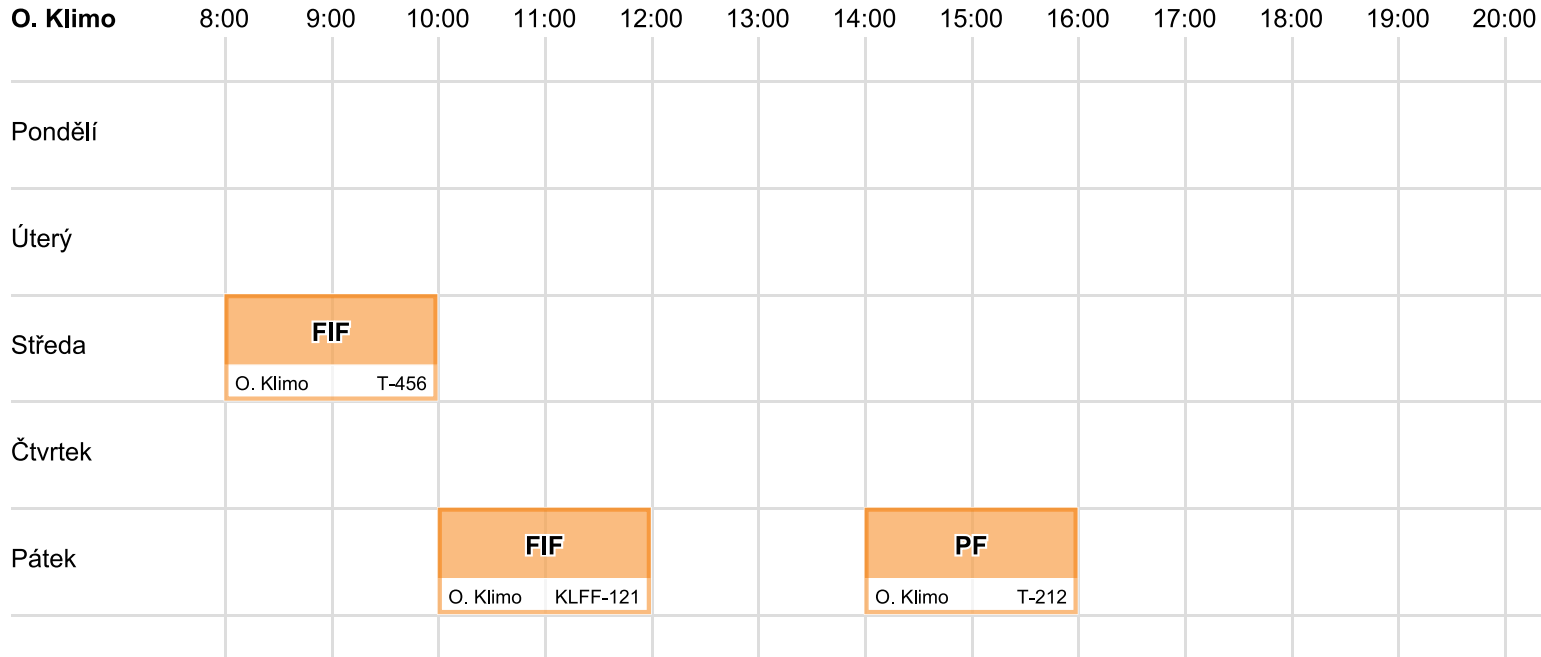 O. Klimo 8:00 9:00 10:00 11:00 12:00 13:00 14:00 15:00 16:00 17:00 18:00 19:00 20:00
Pondělí
Úterý
Středa
FIF
O. Klimo T-456
Čtvrtek
Pátek
FIF
O. Klimo KLFF-121
PF
O. Klimo T-212